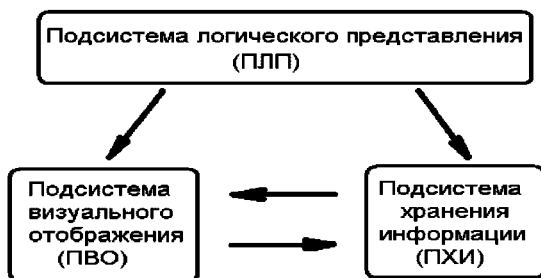 Подсистема логического представления
(ПЛП)
Подсистема
визуального
отображения
(ПВО)
Подсистема
хранения
информации
(ПХИ)